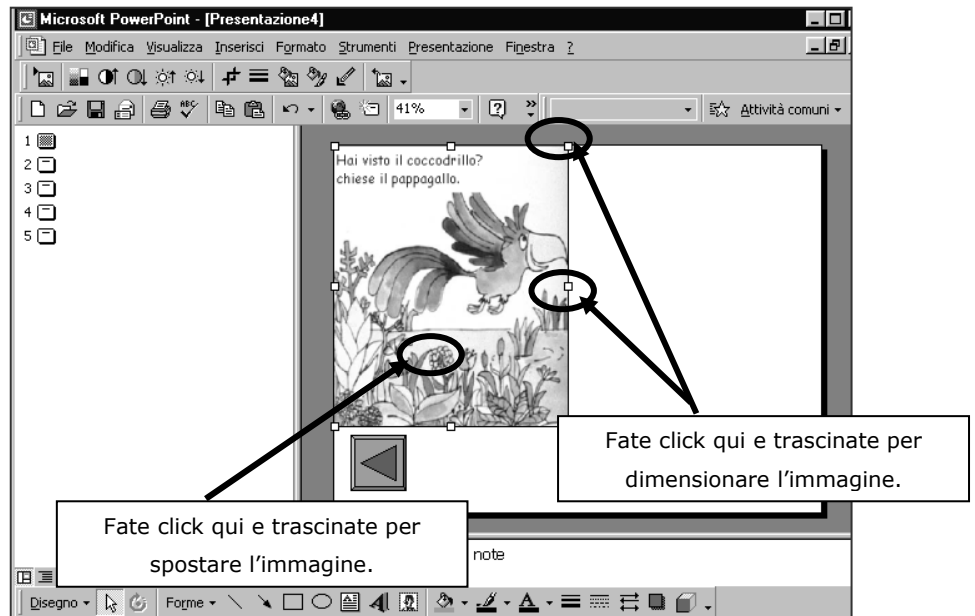 Microsoft PowerPoint - [Presentazione4]
File Modifica Visualizza Inserisci Formato Strumenti Presentazione Finestra ?
41% Attività comuni
1
2
3
4
5
Hai visto il coccodrillo?
chiese il pappagallo.
Fate click qui e trascinate per
dimensionare l'immagine.
Fate click qui e trascinate per
spostare l'immagine.
note
Disegno Forme